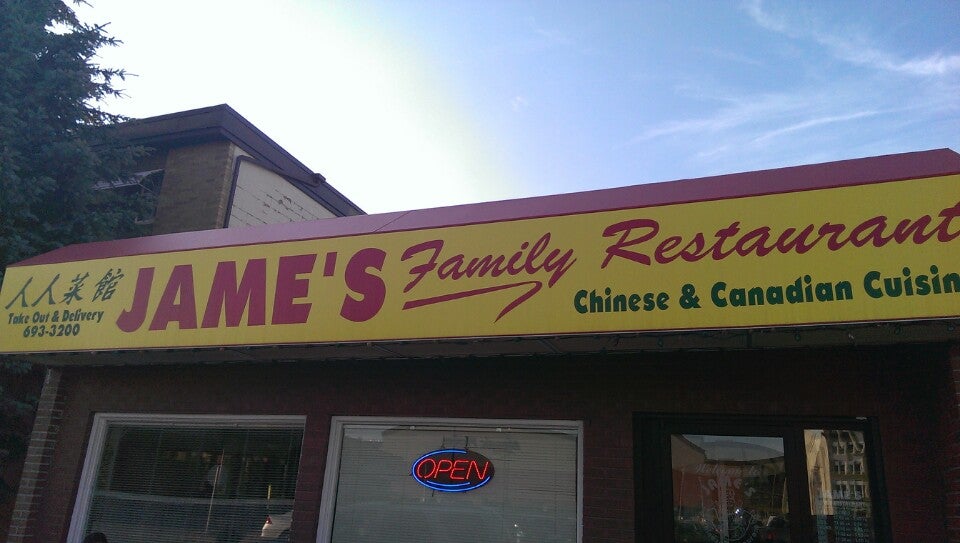 人人菜館
Take Out & Delivery
693-3200
JAME'S Family Restaurant
Chinese & Canadian Cuisin
OPEN